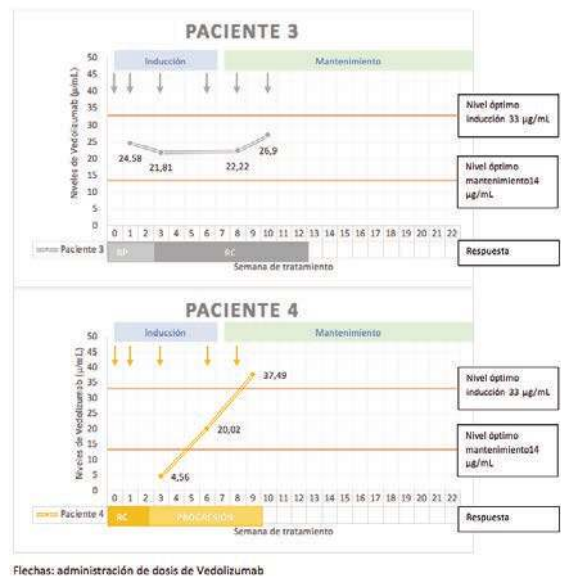 PACIENTE 3
Inducción Mantenimiento
Niveles de Vedolizumab (µ/mL)
50
45
40
35
30
25
20
15
10
5
0
24,58
21,81
22,22
26,9
0 1 2 3 4 5 6 7 8 9 10 11 12 13 14 15 16 17 18 19 20 21 22
Paciente 3 RP RC
Semana de tratamiento
Nivel óptimo
inducción 33 µg/mL
Nivel óptimo
mantenimiento14
µg/mL
Respuesta
PACIENTE 4
Inducción Mantenimiento
Niveles de Vedolizumab (µ/mL)
50
45
40
35
30
25
20
15
10
5
0
37,49
20,02
4,56
0 1 2 3 4 5 6 7 8 9 10 11 12 13 14 15 16 17 18 19 20 21 22
Paciente 4 RC PROGRESIÓN
Semana de tratamiento
Nivel óptimo
inducción 33 µg/mL
Nivel óptimo
mantenimiento14
µg/mL
Respuesta
Flechas: administración de dosis de Vedolizumab